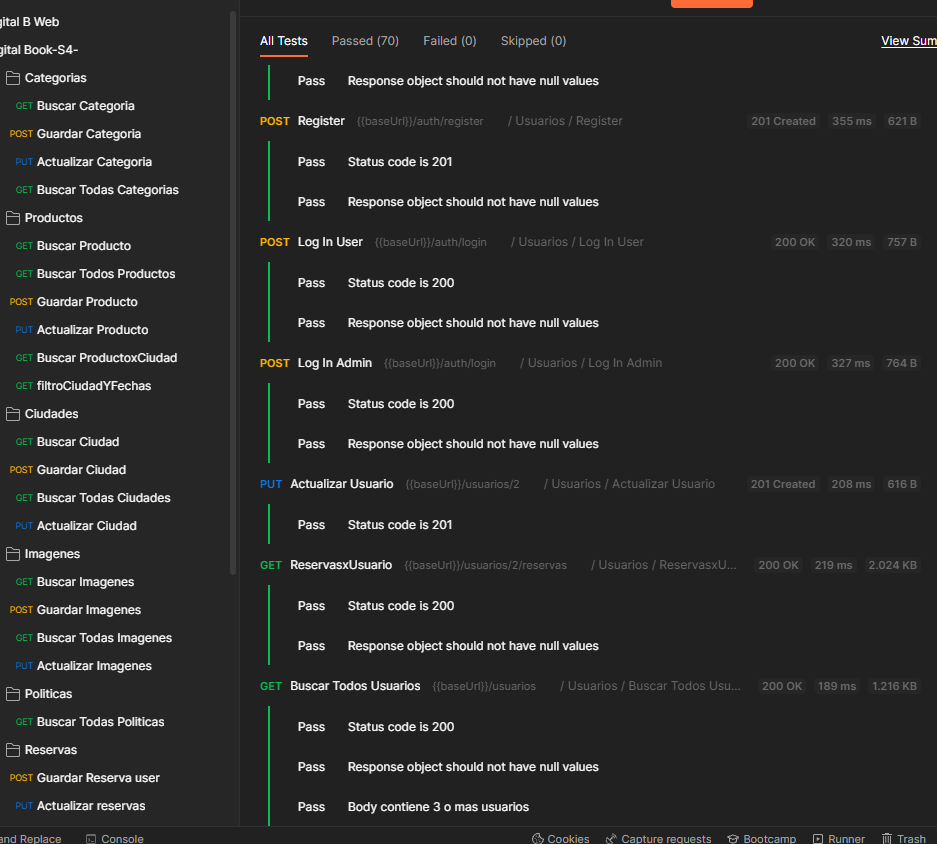 gital B Web
gital Book-S4-
Categorias
GET Buscar Categoria
POST Guardar Categoria
PUT Actualizar Categoria
GET Buscar Todas Categorias
Productos
GET Buscar Producto
GET Buscar Todos Productos
POST Guardar Producto
PUT Actualizar Producto
GET Buscar ProductoxCiudad
GET filtroCiudadYFechas
Ciudades
GET Buscar Ciudad
POST Guardar Ciudad
GET Buscar Todas Ciudades
PUT Actualizar Ciudad
Imagenes
GET Buscar Imagenes
POST Guardar Imagenes
GET Buscar Todas Imagenes
PUT Actualizar Imagenes
Politicas
GET Buscar Todas Politicas
Reservas
POST Guardar Reserva user
PUT Actualizar reservas
All Tests Passed (70) Failed (0) Skipped (0) View Sum
Pass Response object should not have null values
POST Register {{baseUrl}}/auth/register / Usuarios / Register 201 Created 355 ms 621 B
Pass Status code is 201
Pass Response object should not have null values
POST Log In User {{baseUrl}}/auth/login / Usuarios / Log In User 200 OK 320 ms 757 B
Pass Status code is 200
Pass Response object should not have null values
POST Log In Admin {{baseUrl}}/auth/login / Usuarios / Log In Admin 200 OK 327 ms 764 B
Pass Status code is 200
Pass Response object should not have null values
PUT Actualizar Usuario {{baseUrl}}/usuarios/2 / Usuarios / Actualizar Usuario 201 Created 208 ms 616 B
Pass Status code is 201
GET ReservasxUsuario {{baseUrl}}/usuarios/2/reservas / Usuarios / ReservasxU... 200 OK 219 ms 2.024 KB
Pass Status code is 200
Pass Response object should not have null values
GET Buscar Todos Usuarios {{baseUrl}}/usuarios / Usuarios / Buscar Todos Usu... 200 OK 189 ms 1.216 KB
Pass Status code is 200
Pass Response object should not have null values
Pass Body contiene 3 o mas usuarios
and Replace Console Cookies Capture requests Bootcamp Runner Trash